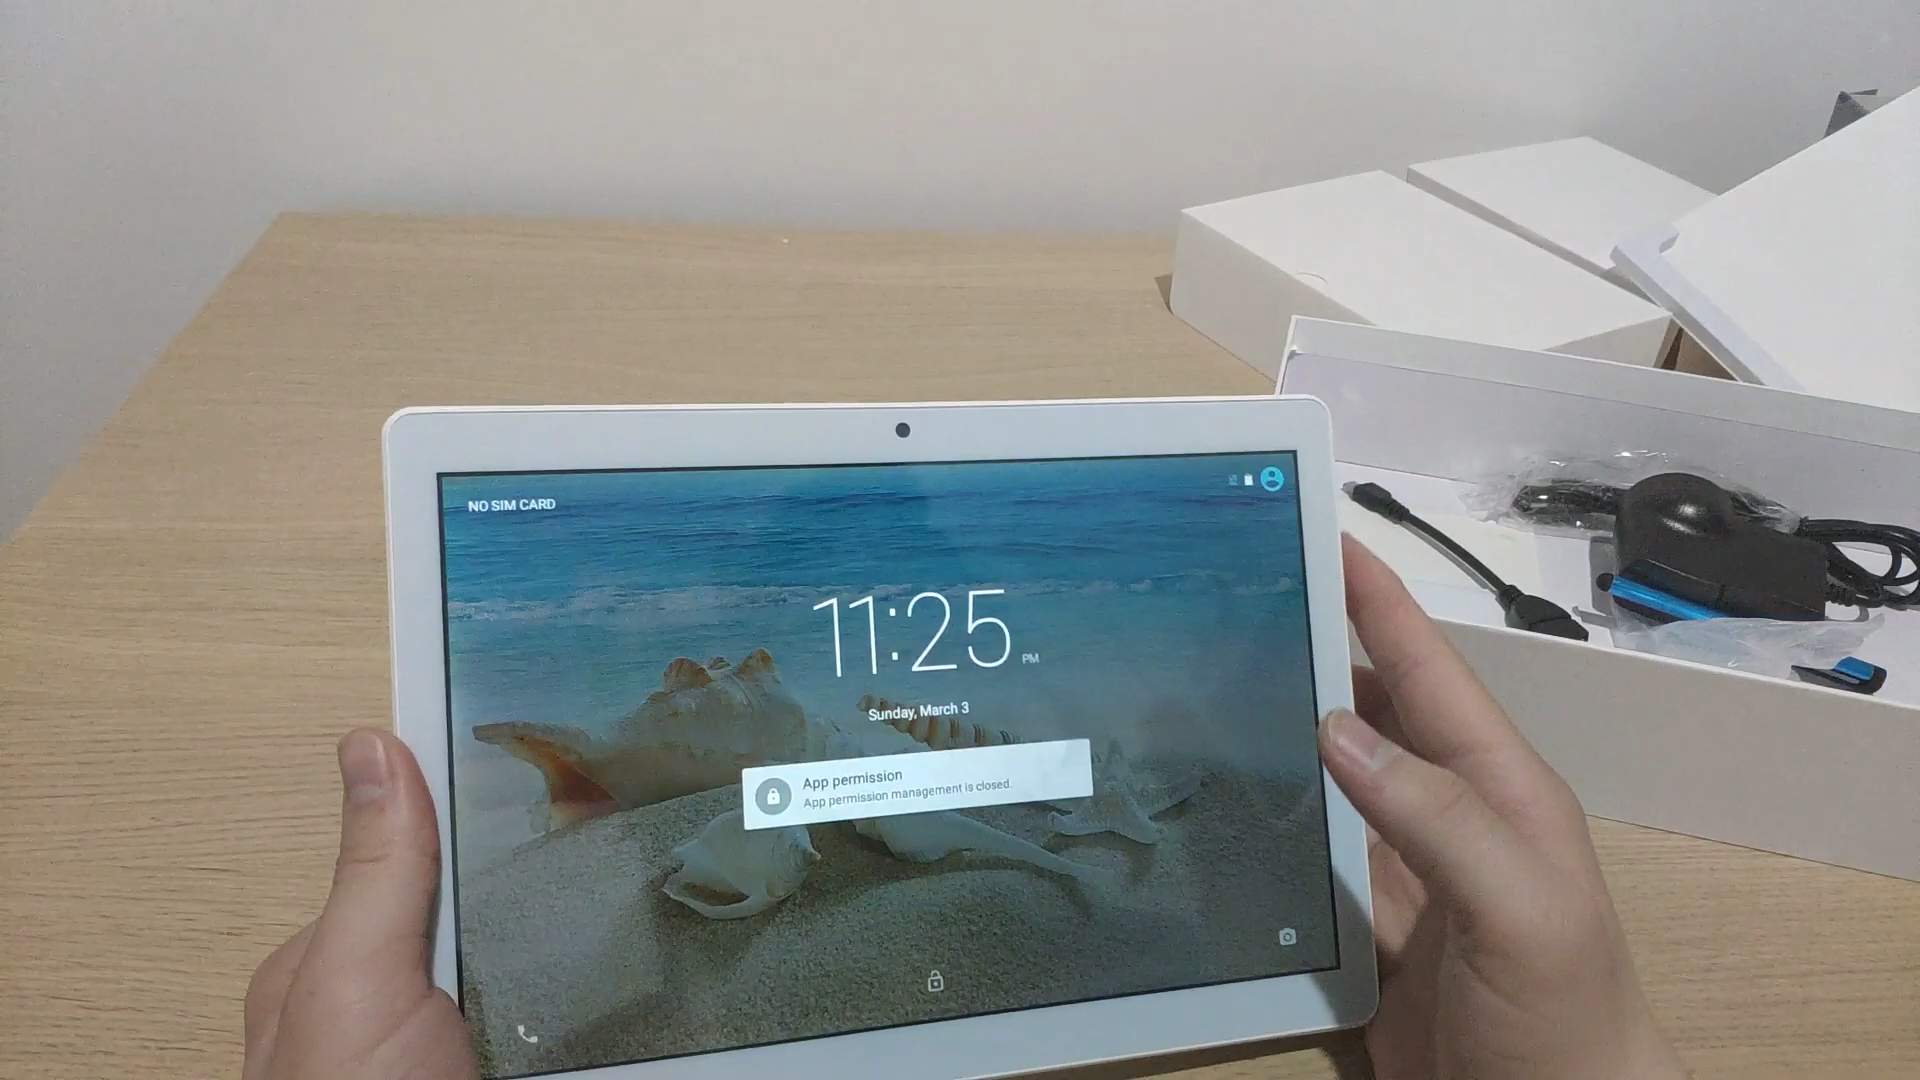 NO SIM CARD
11:25 PM
Sunday, March 3
App permission
App permission management is closed.